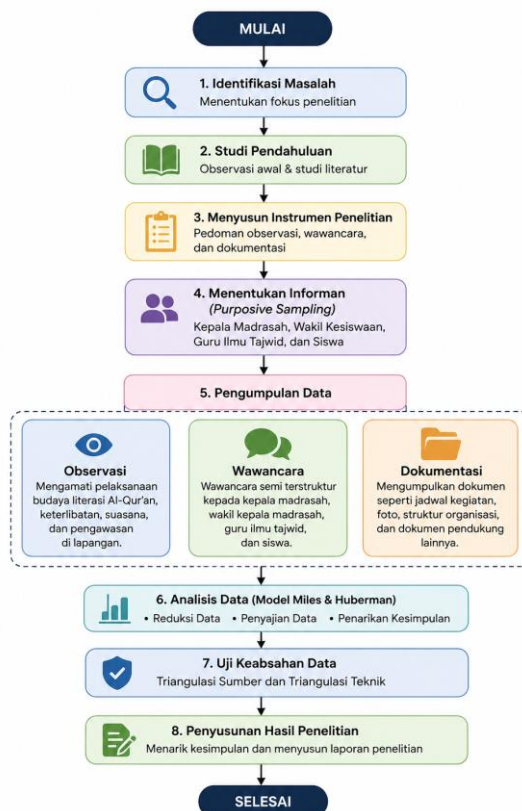 MULAI
1. Identifikasi Masalah
Menentukan fokus penelitian
2. Studi Pendahuluan
Observasi awal & studi literatur
3. Menyusun Instrumen Penelitian
Pedoman observasi, wawancara,
dan dokumentasi
4. Menentukan Informan
(Purposive Sampling)
Kepala Madrasah, Wakil Kesiswaan,
Guru Ilmu Tajwid, dan Siswa
5. Pengumpulan Data
Observasi
Mengamati pelaksanaan
budaya literasi Al-Qur'an,
keterlibatan, suasana,
dan pengawasan
di lapangan.
Wawancara
Wawancara semi terstruktur
kepada kepala madrasah,
wakil kepala madrasah,
guru ilmu tajwid,
dan siswa.
Dokumentasi
Mengumpulkan dokumen
seperti jadwal kegiatan,
foto, struktur organisasi,
dan dokumen pendukung
lainnya.
6. Analisis Data (Model Miles & Huberman)
• Reduksi Data • Penyajian Data • Penarikan Kesimpulan
7. Uji Keabsahan Data
Triangulasi Sumber dan Triangulasi Teknik
8. Penyusunan Hasil Penelitian
Menarik kesimpulan dan menyusun laporan penelitian
SELESAI